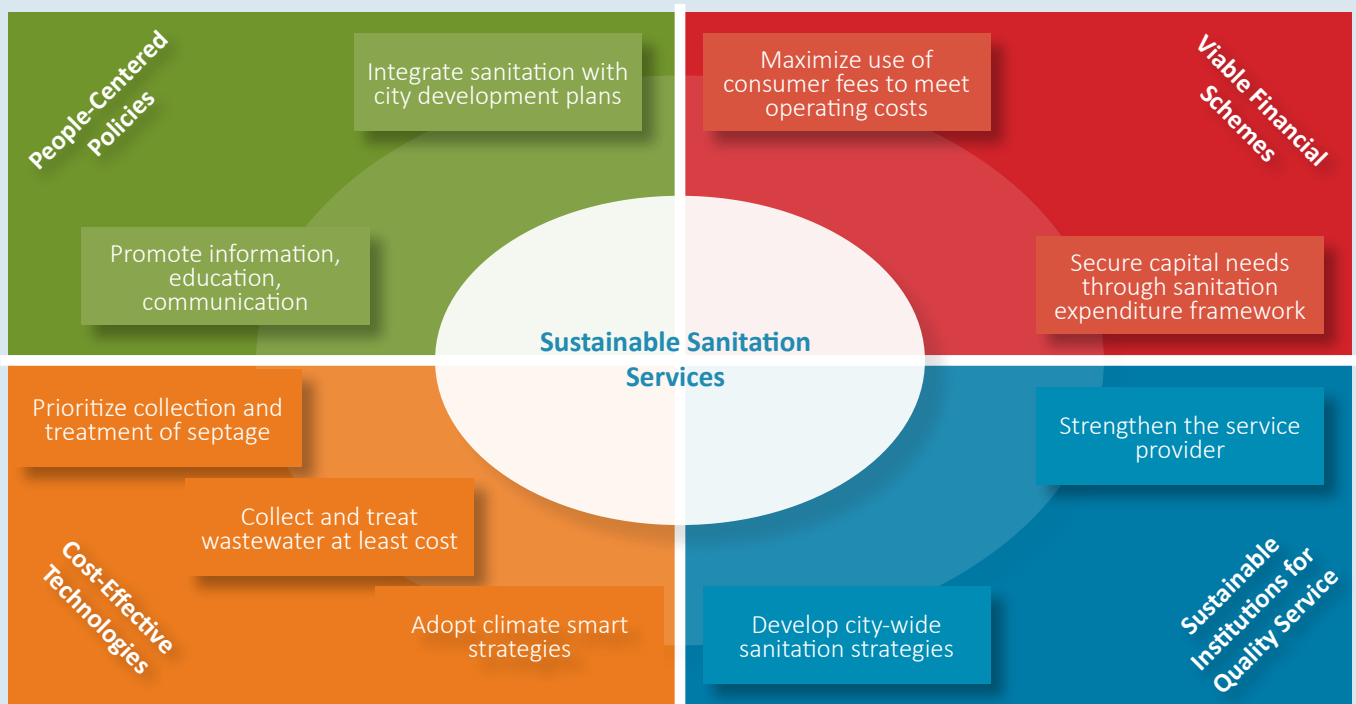 People-Centered
Policies
Integrate sanitation with
city development plans
Promote information,
education,
communication
Maximize use of
consumer fees to meet
operating costs
Viable Financial
Schemes
Secure capital needs
through sanitation
expenditure framework
Sustainable Sanitation
Services
Prioritize collection and
treatment of septage
Collect and treat
wastewater at least cost
Adopt climate smart
strategies
Cost-Effective
Technologies
Strengthen the service
provider
Develop city-wide
sanitation strategies
Sustainable
Institutions for
Quality Service